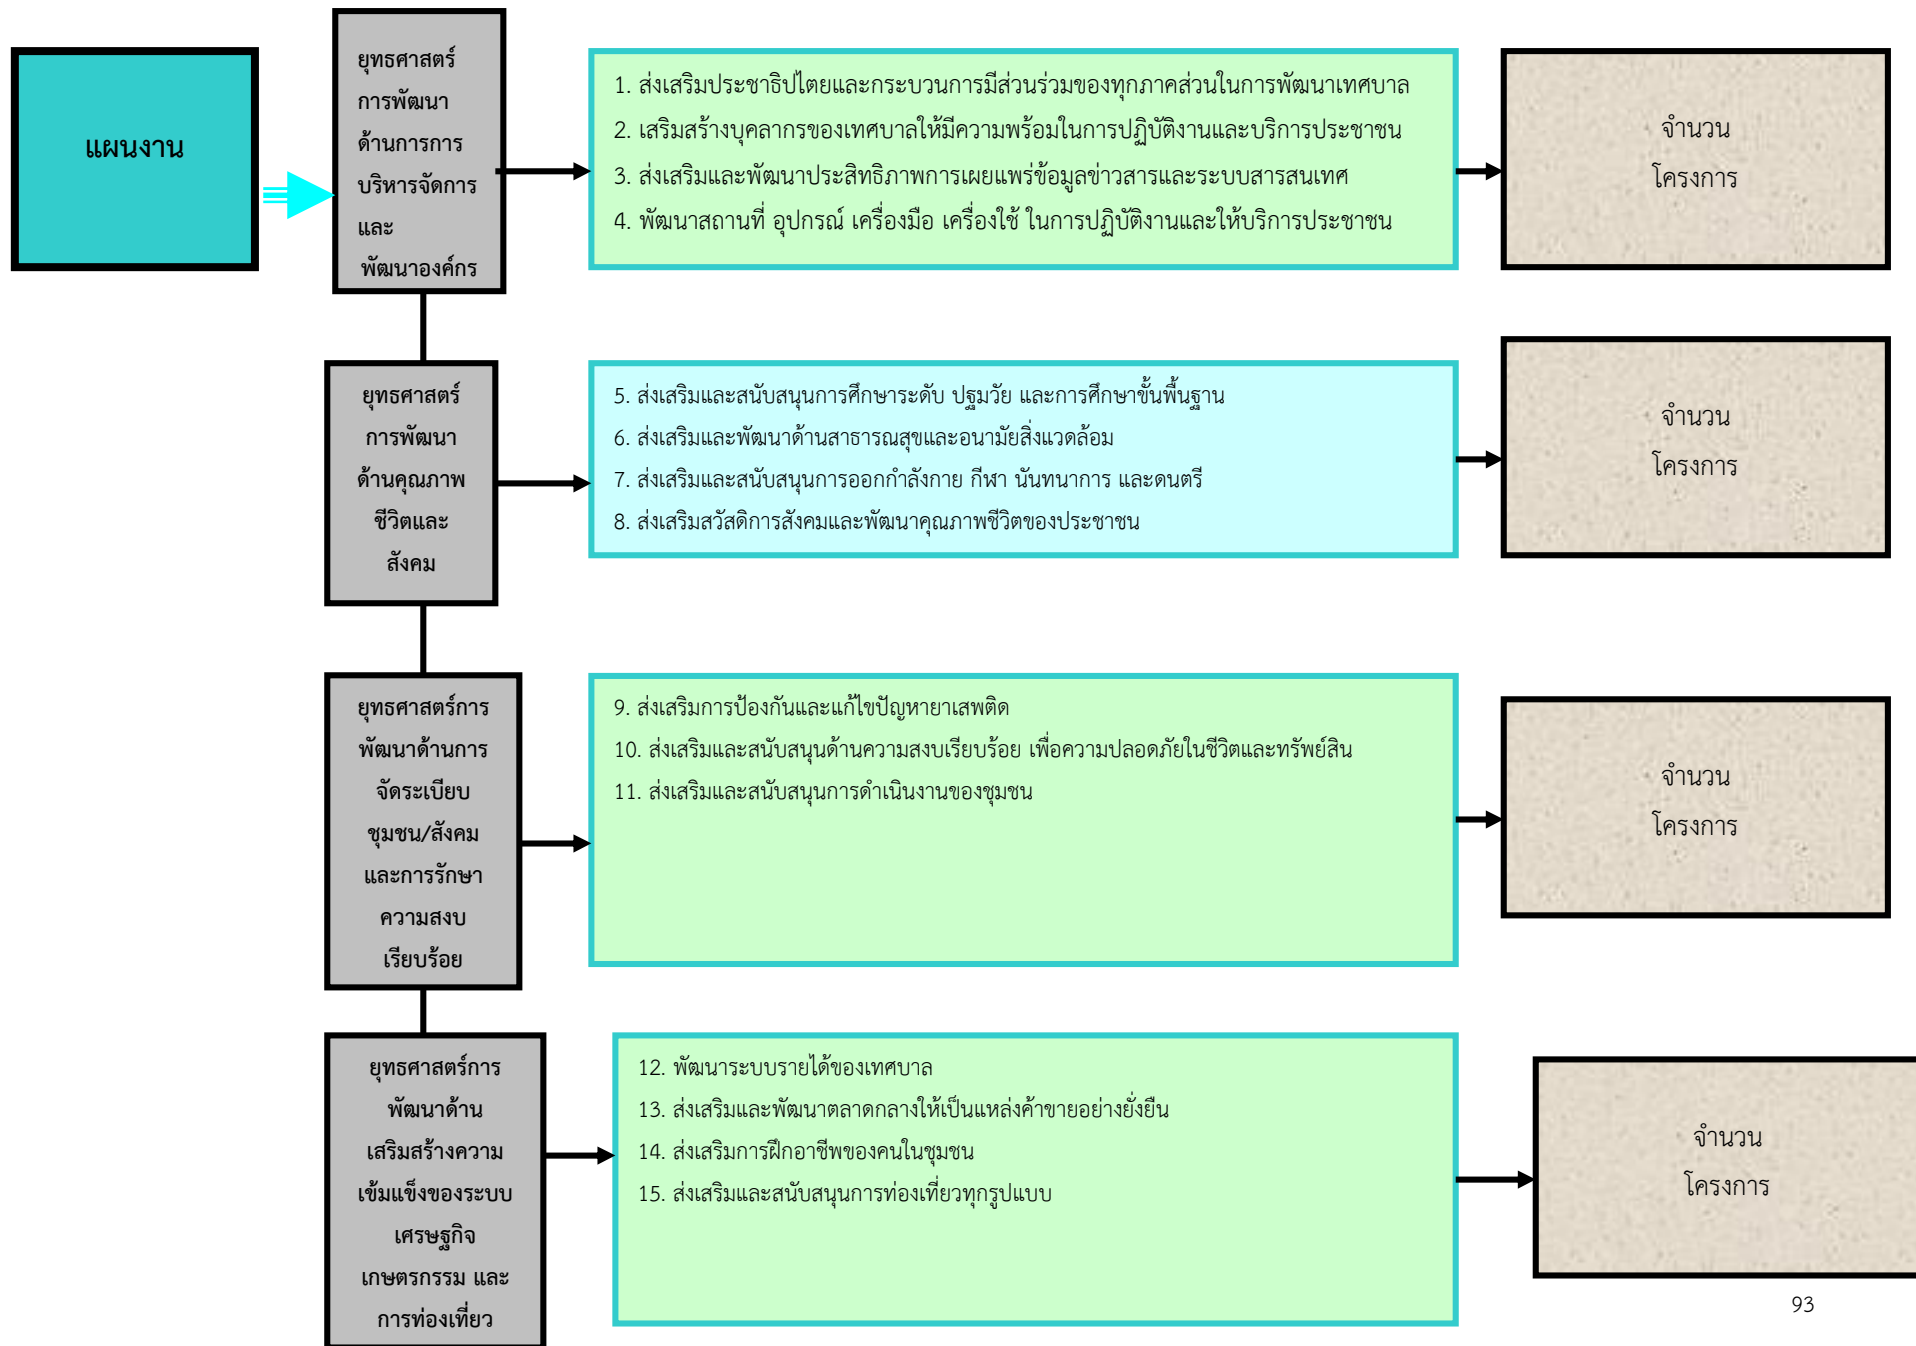 แผนงาน
ยุทธศาสตร์
การพัฒนา
ด้านการการ
บริหารจัดการ
และ
พัฒนาองค์กร
1. ส่งเสริมประชาธิปไตยและกระบวนการมีส่วนร่วมของทุกภาคส่วนในการพัฒนาเทศบาล
2. เสริมสร้างบุคลากรของเทศบาลให้มีความพร้อมในการปฏิบัติงานและบริการประชาชน
3. ส่งเสริมและพัฒนาประสิทธิภาพการเผยแพร่ข้อมูลข่าวสารและระบบสารสนเทศ
4. พัฒนาสถานที่ อุปกรณ์ เครื่องมือ เครื่องใช้ ในการปฏิบัติงานและให้บริการประชาชน
จำนวน
โครงการ
ยุทธศาสตร์
การพัฒนา
ด้านคุณภาพ
ชีวิตและ
สังคม
5. ส่งเสริมและสนับสนุนการศึกษาระดับ ปฐมวัย และการศึกษาขั้นพื้นฐาน
6. ส่งเสริมและพัฒนาด้านสาธารณสุขและอนามัยสิ่งแวดล้อม
7. ส่งเสริมและสนับสนุนการออกกำลังกาย กีฬา นันทนาการ และดนตรี
8. ส่งเสริมสวัสดิการสังคมและพัฒนาคุณภาพชีวิตของประชาชน
จำนวน
โครงการ
ยุทธศาสตร์การ
พัฒนาด้านการ
จัดระเบียบ
ชุมชน/สังคม
และการรักษา
ความสงบ
เรียบร้อย
9. ส่งเสริมการป้องกันและแก้ไขปัญหายาเสพติด
10. ส่งเสริมและสนับสนุนด้านความสงบเรียบร้อย เพื่อความปลอดภัยในชีวิตและทรัพย์สิน
11. ส่งเสริมและสนับสนุนการดำเนินงานของชุมชน
จำนวน
โครงการ
ยุทธศาสตร์การ
พัฒนาด้าน
เสริมสร้างความ
เข้มแข็งของระบบ
เศรษฐกิจ
เกษตรกรรม และ
การท่องเที่ยว
12. พัฒนาระบบรายได้ของเทศบาล
13. ส่งเสริมและพัฒนาตลาดกลางให้เป็นแหล่งค้าขายอย่างยั่งยืน
14. ส่งเสริมการฝึกอาชีพของคนในชุมชน
15. ส่งเสริมและสนับสนุนการท่องเที่ยวทุกรูปแบบ
จำนวน
โครงการ
93